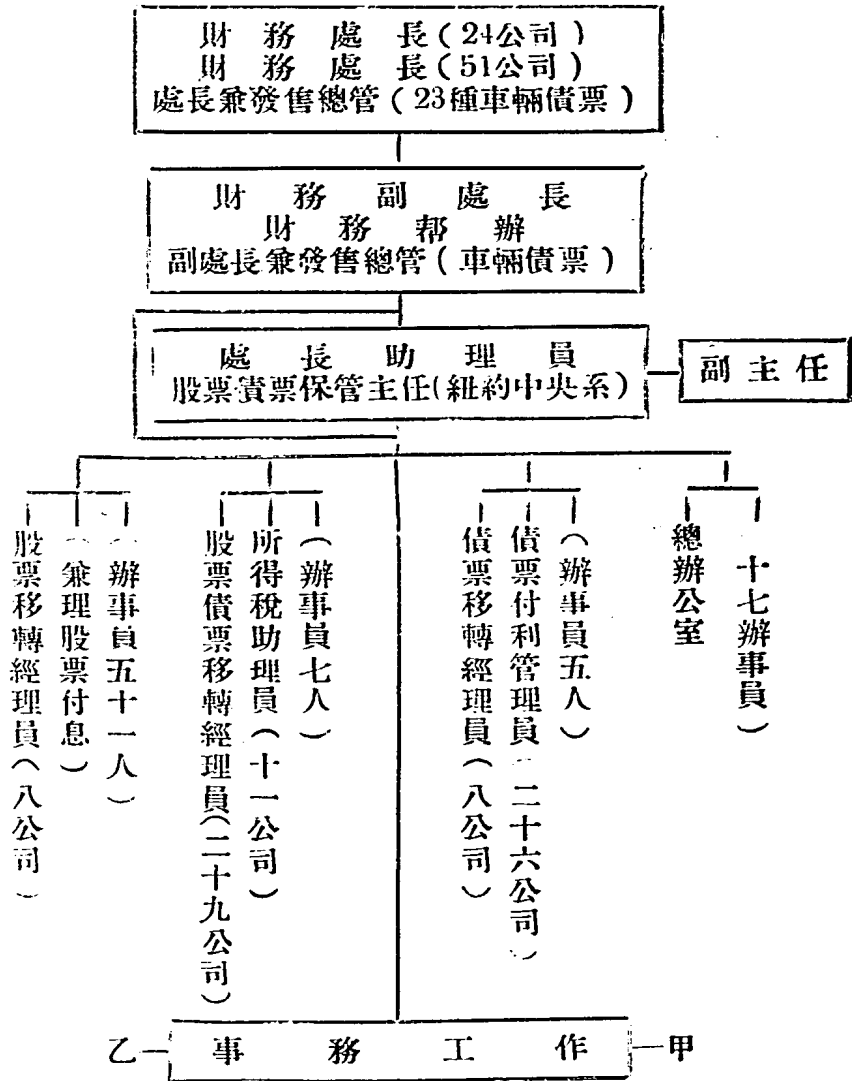 財務處長(24公司)
財務處長(51公司)
處長兼發售總管(23種車輛債票)
財務副處長
財務帮辦
副處長兼發售總管(車輛債票)
處長助理員
股票債票保管主任(紐約中央系)
副主任
十七辦事員)
總辦公室
(辦事員五人)
債票付利管理員(二十六公司)
債票移轉經理員(八公司)
(辦事員七人)
所得稅助理員(十一公司)
股票債票移轉經理員(二十九公司)
(辦事員五十一人)
(兼理股票付息)
股票移轉經理員(八公司)
乙
事務工作
甲